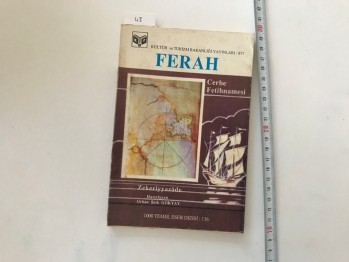 43
KÜLTÜR ve TURİZM BAKANLIĞI YAYINLARI : 877
FERAH
Cerbe
Fetihnamesi
Zekeriyyazâde
Hazırlayan
Orhan Şaik GÖKYAY
1000 TEMEL ESER DİZİSİ : 136